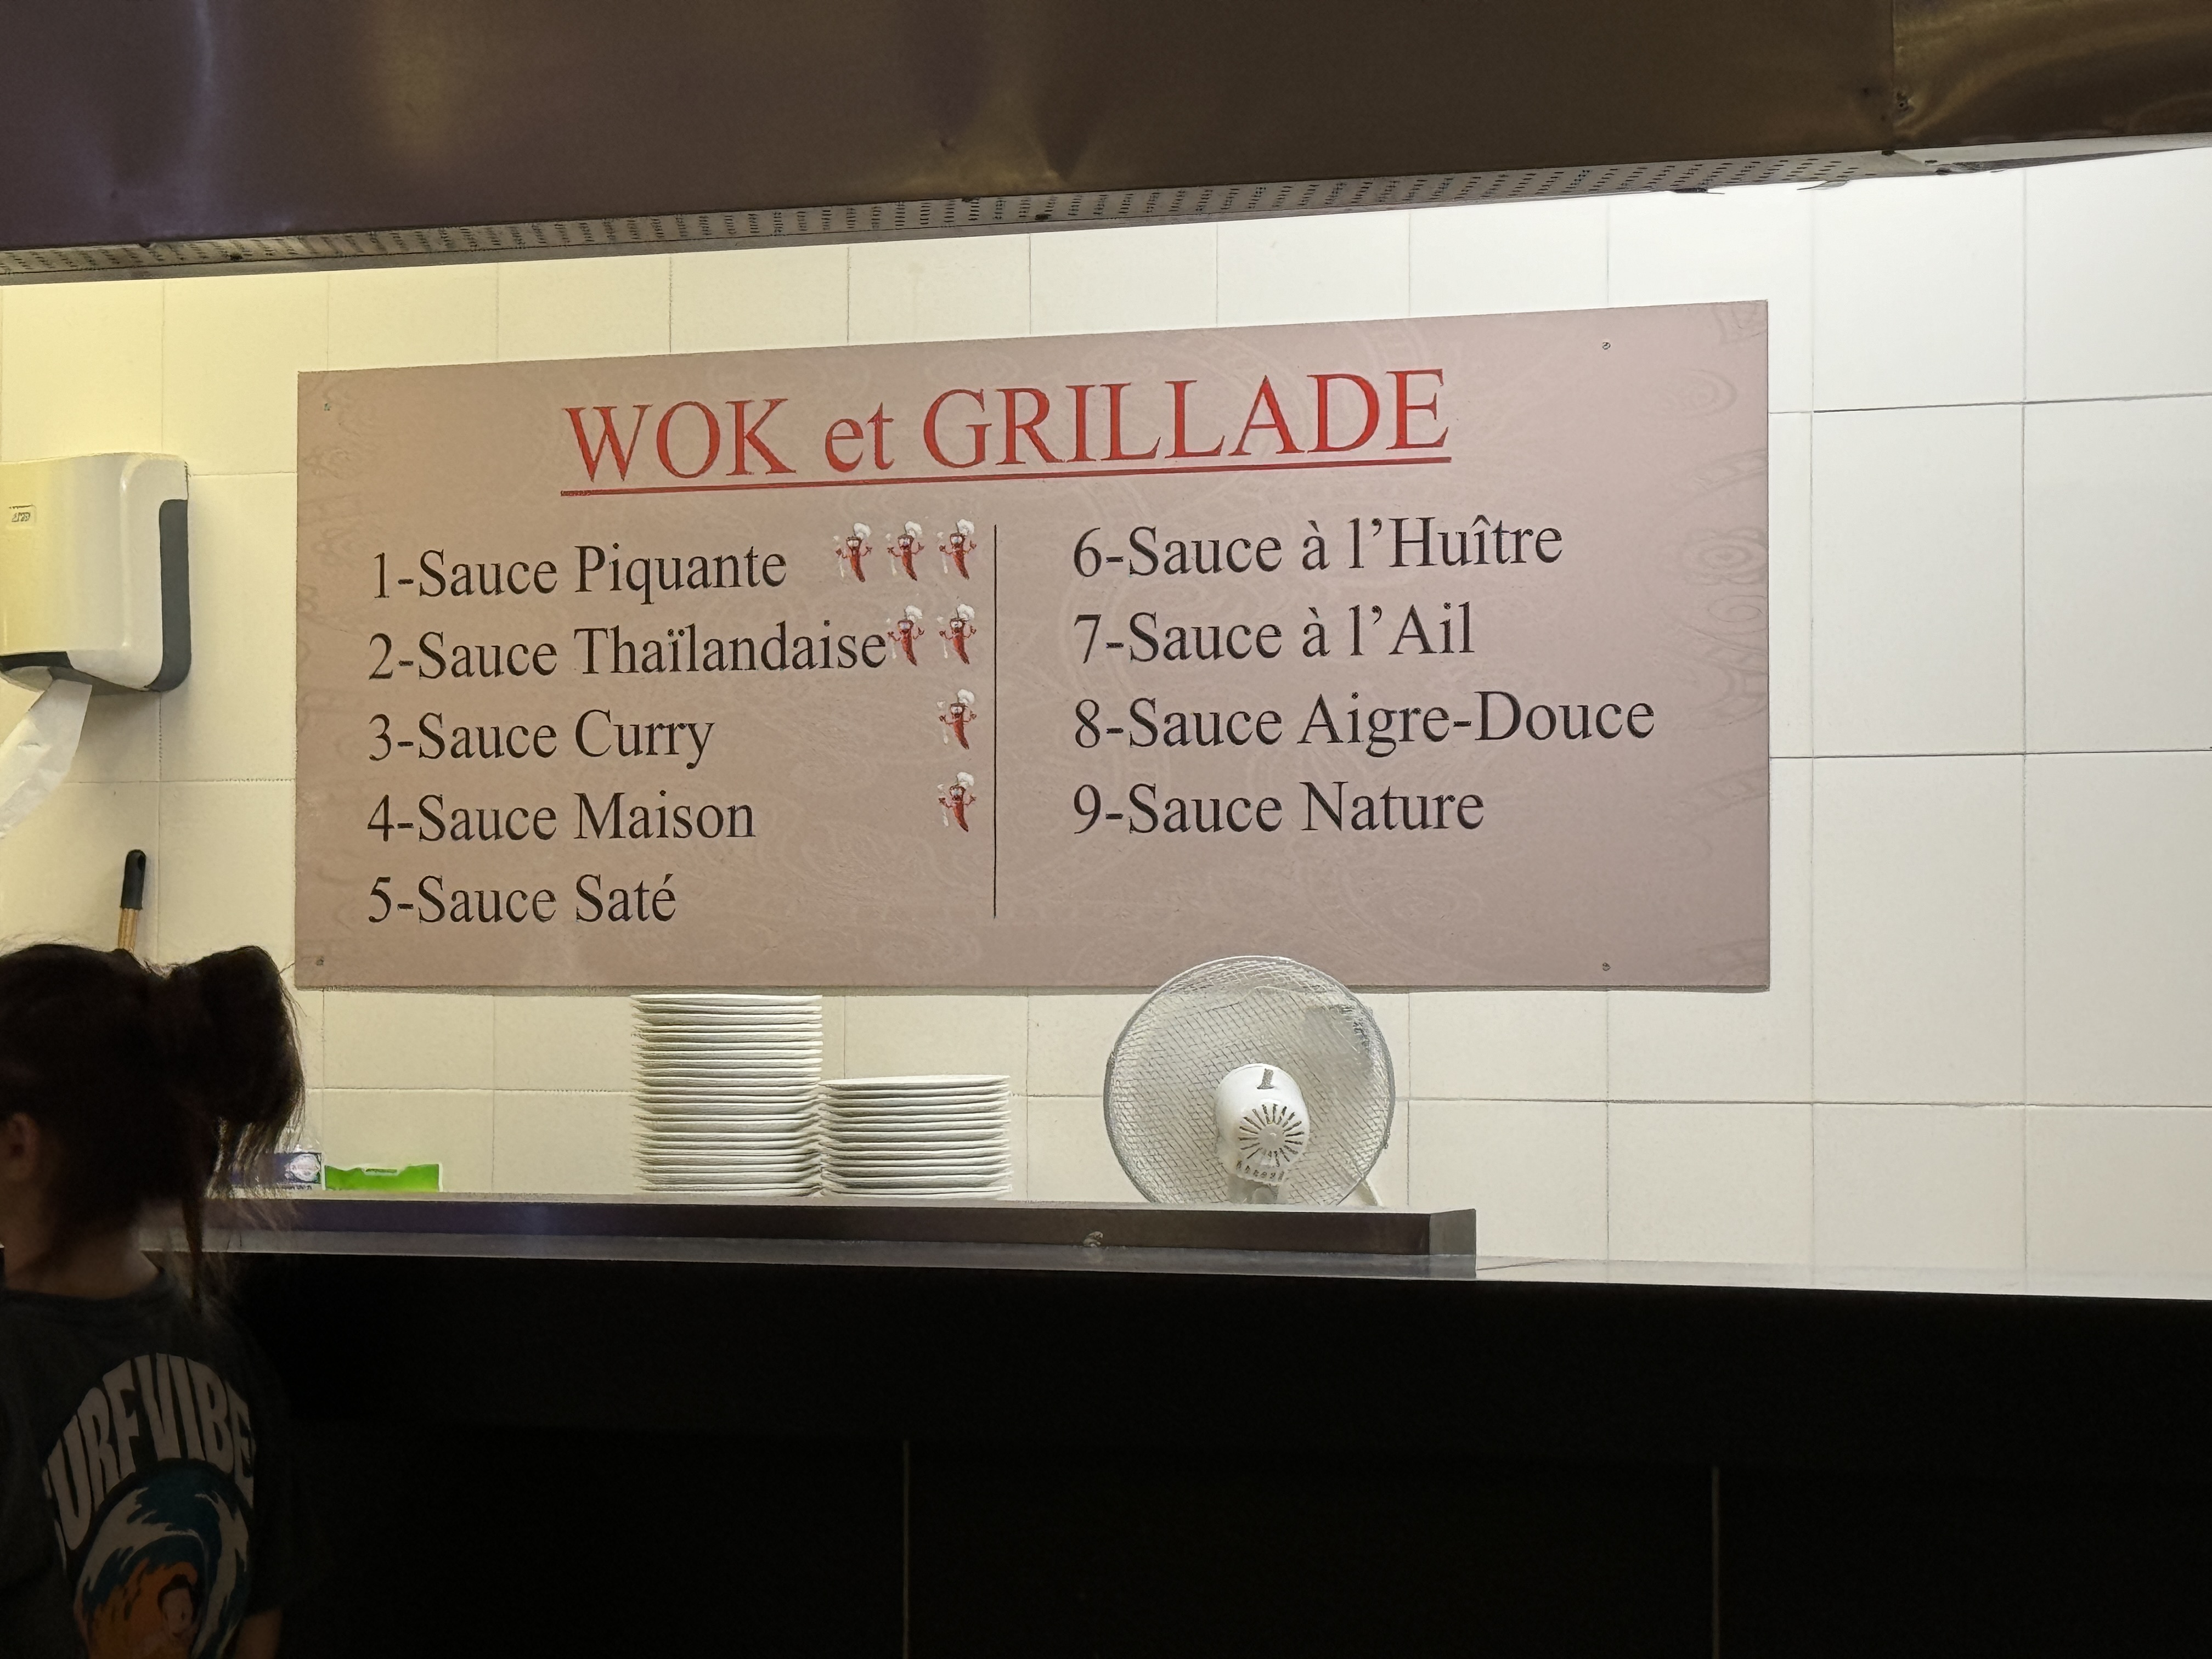 WOK et GRILLADE
1-Sauce Piquante
2-Sauce Thaïlandaise
3-Sauce Curry
4-Sauce Maison
5-Sauce Saté
6-Sauce à l’Huître
7-Sauce à l’Ail
8-Sauce Aigre-Douce
9-Sauce Nature